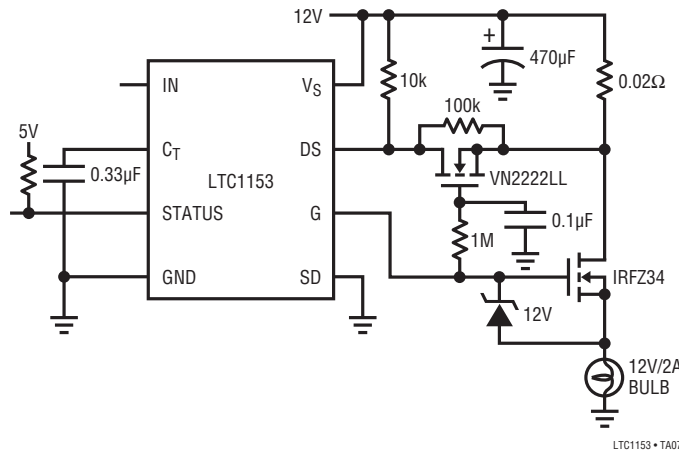 12V
IN
VS
10k
470µF
+
0.02Ω
100k
5V
CT
DS
0.33µF
LTC1153
VN2222LL
STATUS
G
0.1µF
1M
GND
SD
IRFZ34
12V
12V/2A
BULB
LTC1153 • TA07